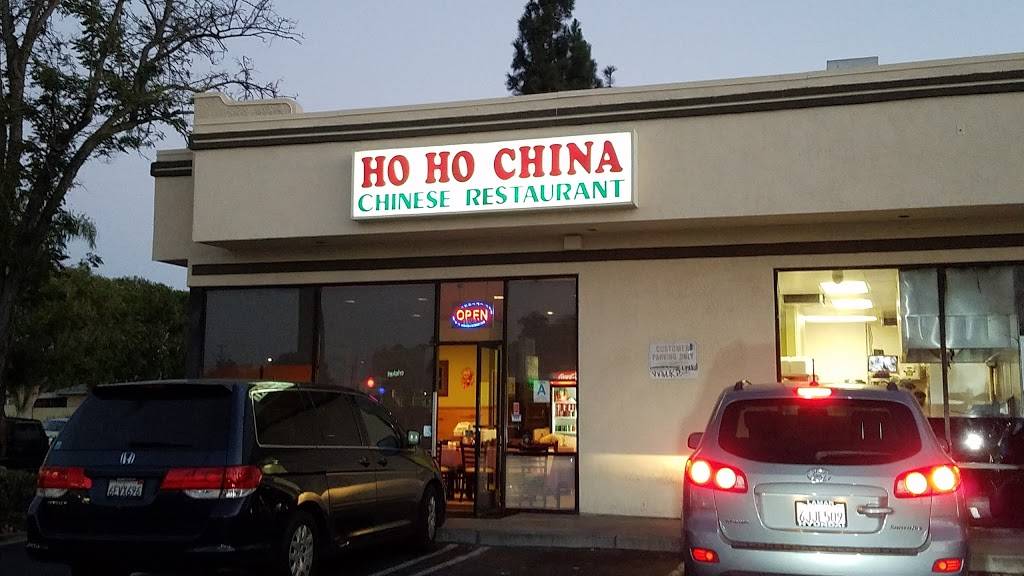 HO HO CHINA
CHINESE RESTAURANT
OPEN
CUSTOMER
PARKING ONLY
A